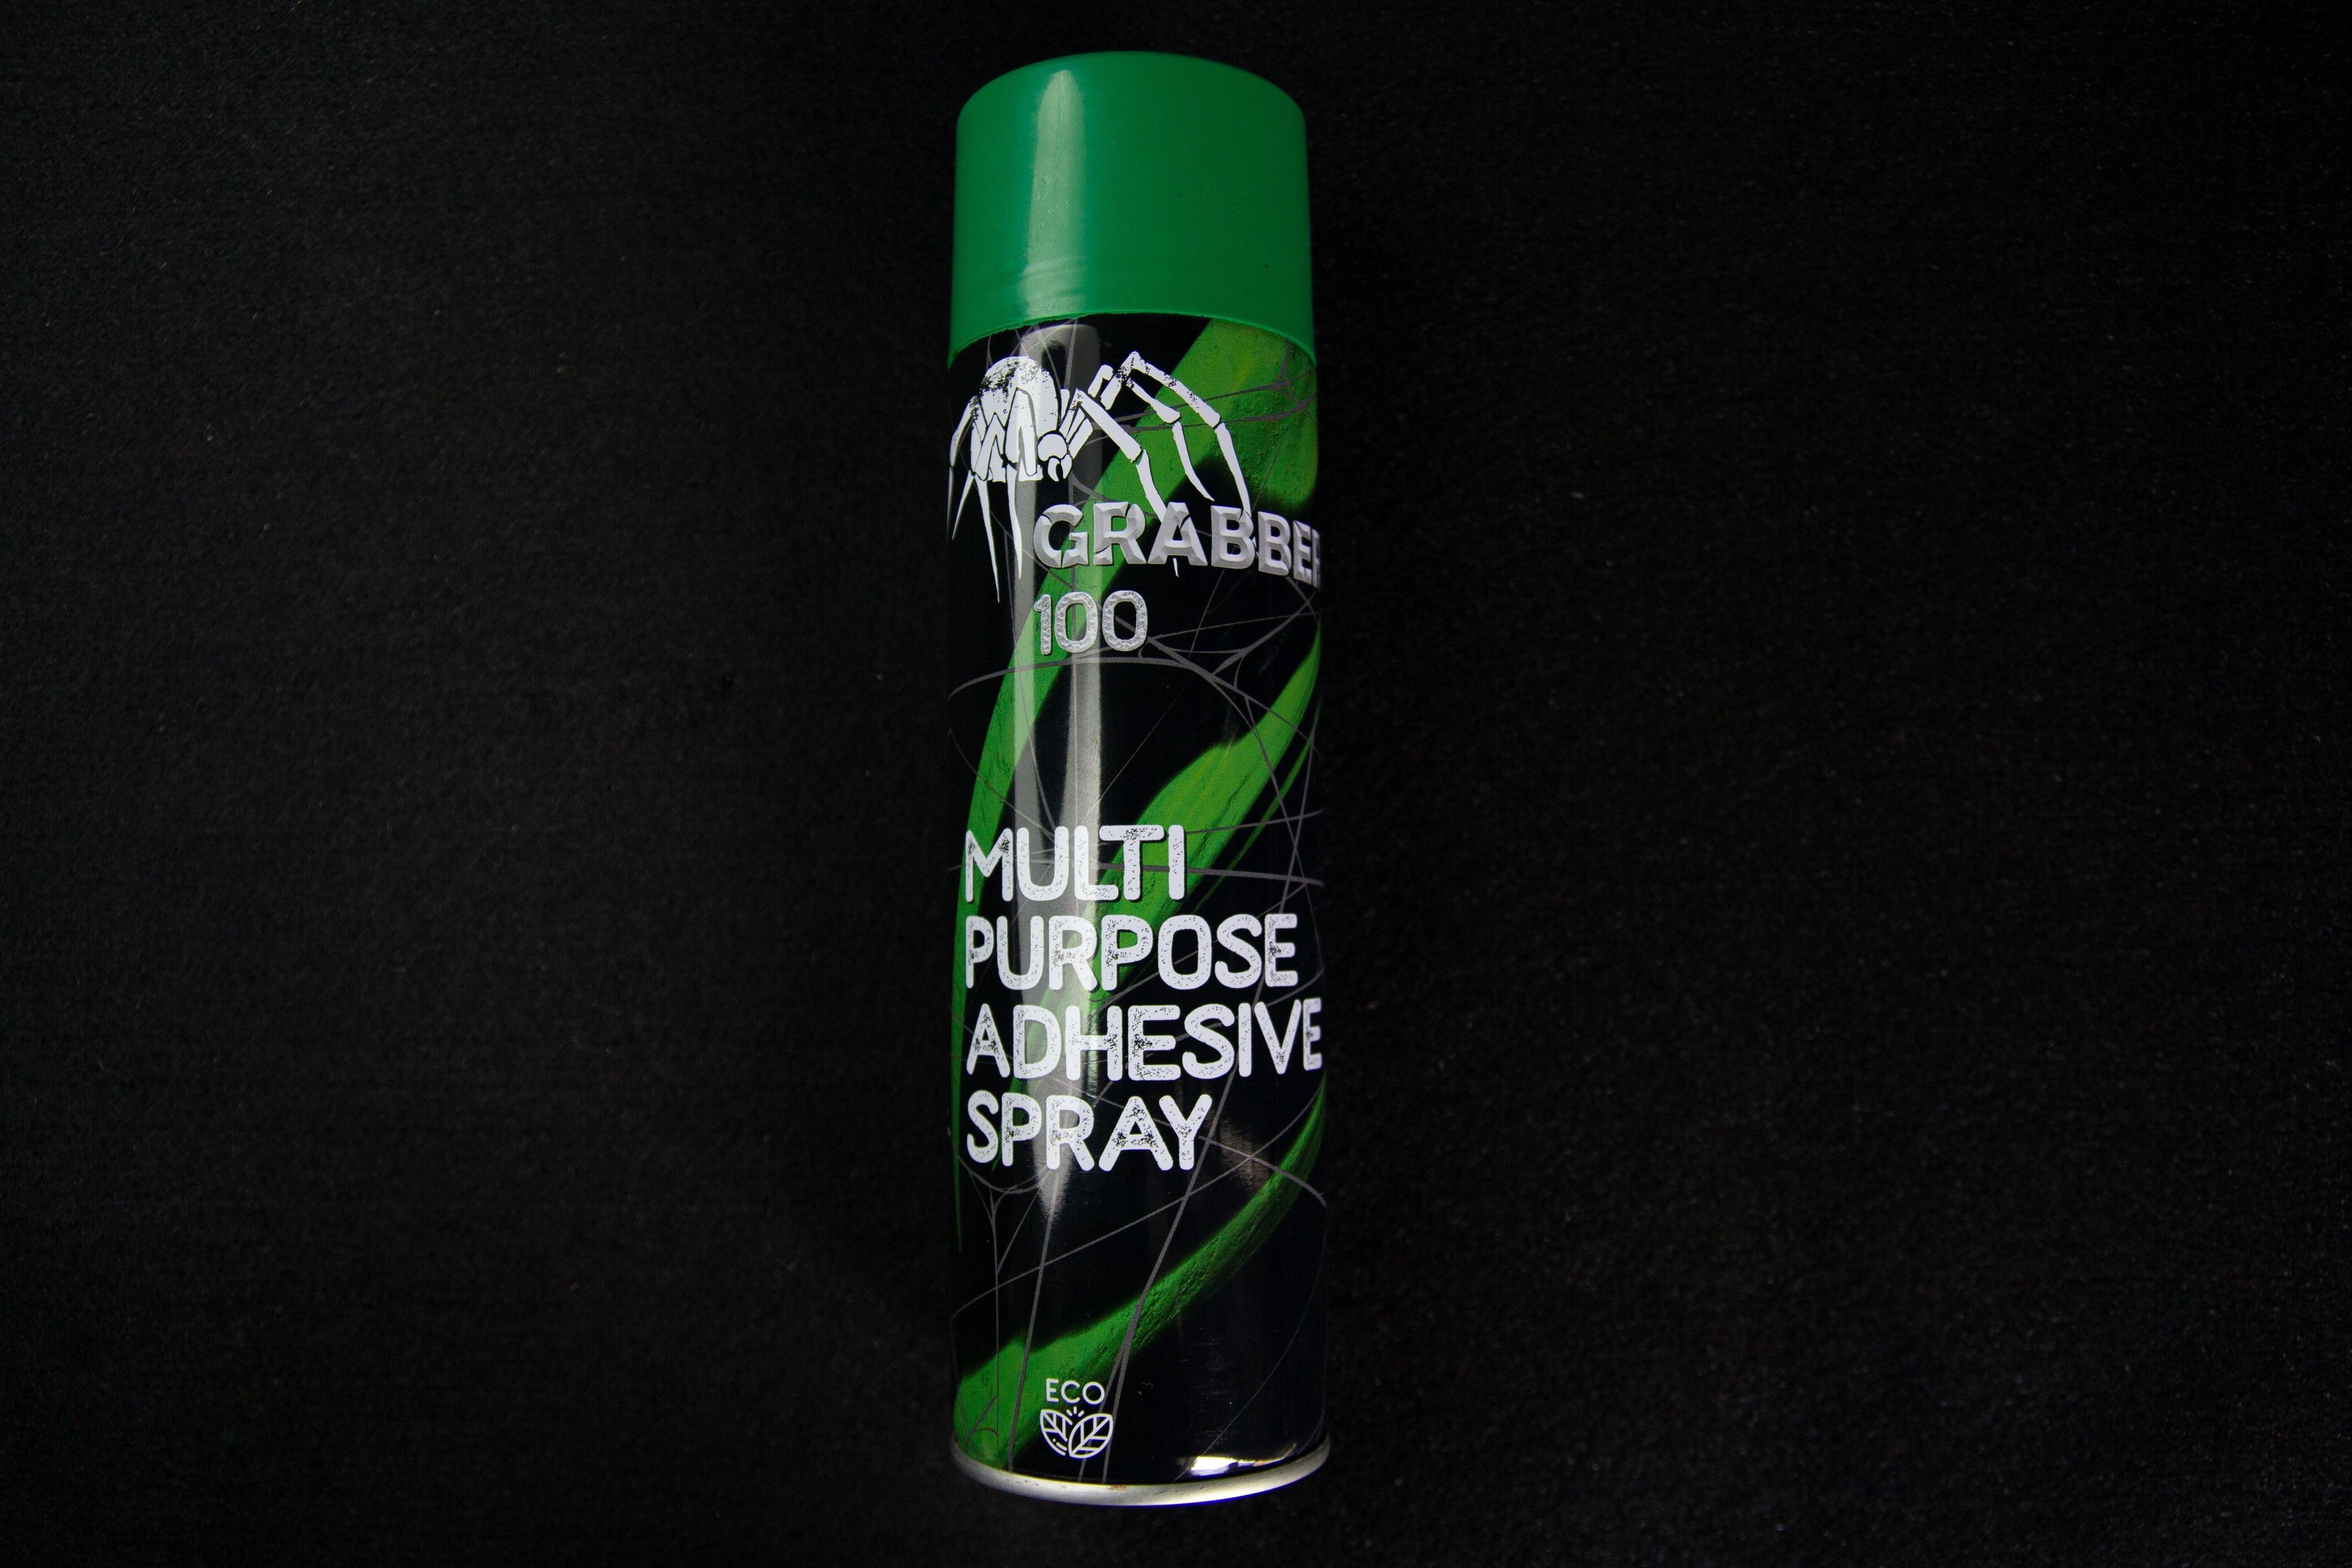 GRABBER
100
MULTI
PURPOSE
ADHESIVE
SPRAY
ECO